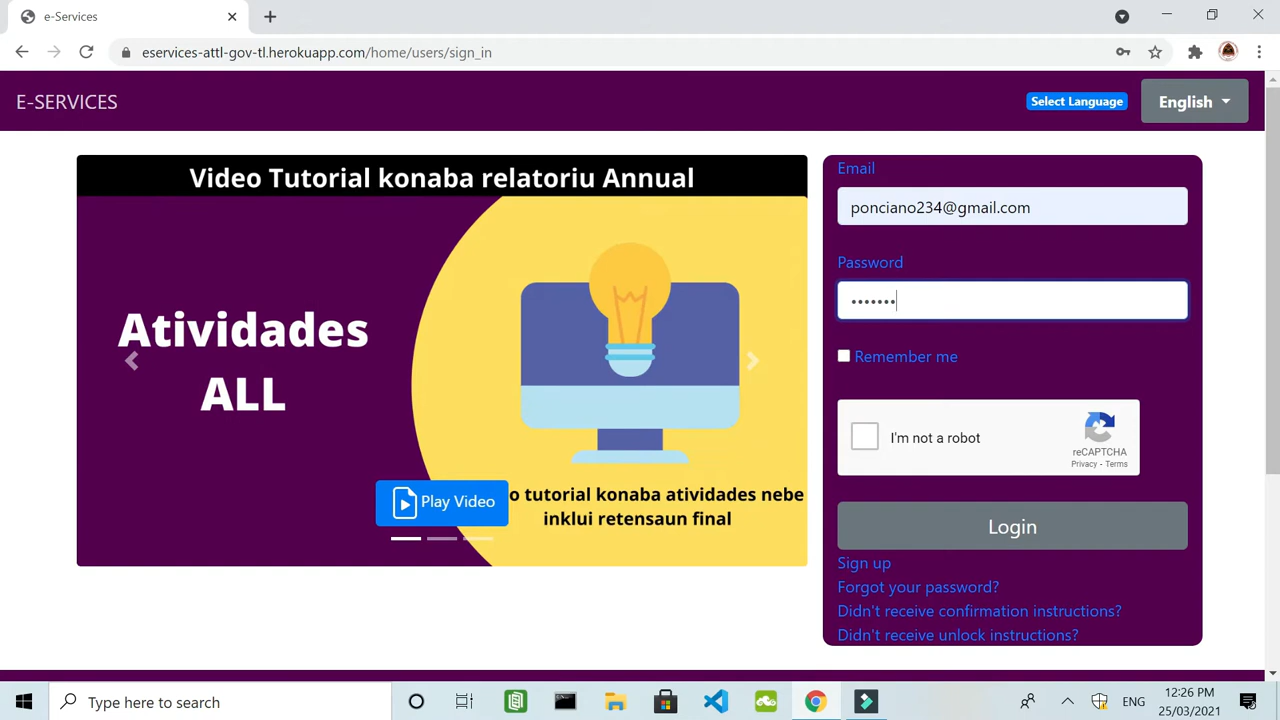 e-Services
eservices-attl-gov-tl.herokuapp.com/home/users/sign_in
E-SERVICES
Select Language
English
Video Tutorial konaba relatoriu Annual
Atividades
ALL
Play Video
o tutorial konaba atividades nebe
inklui retensaun final
Email
ponciano234@gmail.com
Password
•••••••
Remember me
I'm not a robot
reCAPTCHA
Privacy - Terms
Login
Sign up
Forgot your password?
Didn't receive confirmation instructions?
Didn't receive unlock instructions?
Type here to search
ENG
12:26 PM
25/03/2021